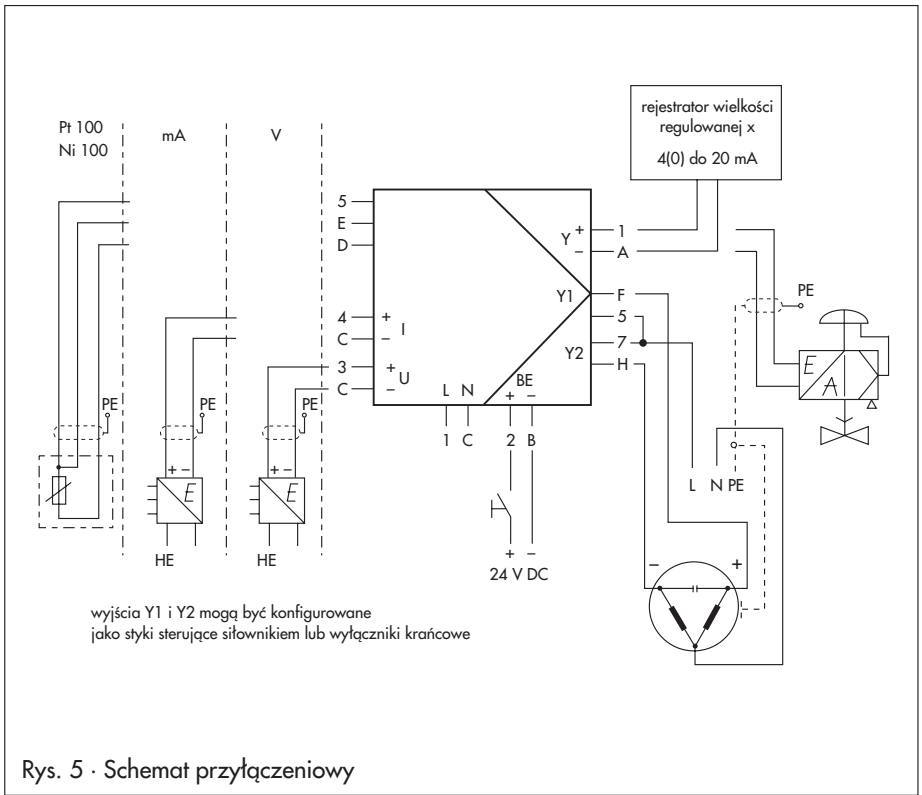 Pt 100
Ni 100
mA
V
rejestrator wielkości
regulowanej x
4(0) do 20 mA
5
E
D
4 + I
C −
3 + U
C −
Y + 1
− A
Y1 F
5
7
Y2 H
L N BE
+ −
1 C 2 B
PE
PE
PE
PE
+ −
+ −
E
E
HE
HE
E
A
L N PE
+ −
24 V DC
− +
wyjścia Y1 i Y2 mogą być konfigurowane
jako styki sterujące siłownikiem lub wyłączniki krańcowe
Rys. 5 · Schemat przyłączeniowy